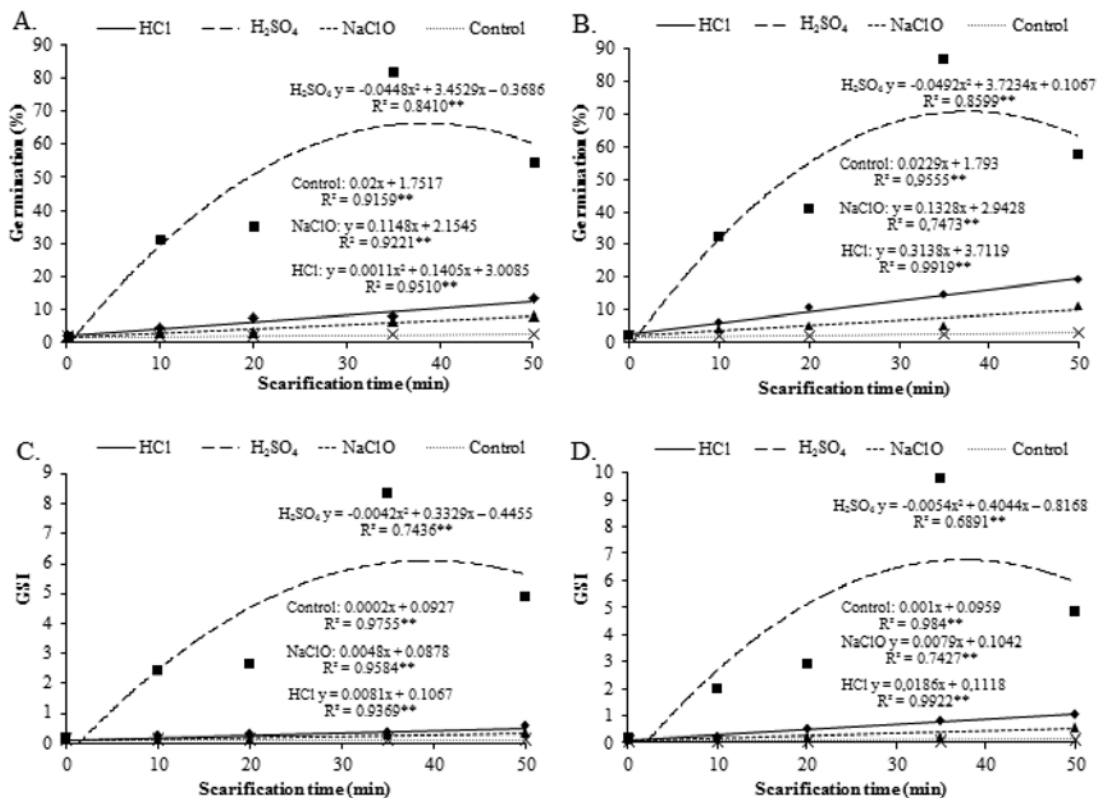 A.
HCl H₂SO₄ NaClO Control
90
80
70
60
50
40
30
20
10
0
Germination (%)
H₂SO₄ y = -0.0448x² + 3.4529x − 0.3686
R² = 0.8410**
Control: 0.02x + 1.7517
R² = 0.9159**
NaClO: y = 0.1148x + 2.1545
R² = 0.9221**
HCl: y = 0.0011x² + 0.1405x + 3.0085
R² = 0.9510**
0 10 20 30 40 50
Scarification time (min)
B.
HCl H₂SO₄ NaClO Control
90
80
70
60
50
40
30
20
10
0
Germination (%)
H₂SO₄ y = -0.0492x² + 3.7234x + 0.1067
R² = 0.8599**
Control: 0.0229x + 1.793
R² = 0,9555**
NaClO: y = 0.1328x + 2.9428
R² = 0,7473**
HCl: y = 0.3138x + 3.7119
R² = 0.9919**
0 10 20 30 40 50
Scarification time (min)
C.
HCl H₂SO₄ NaClO Control
9
8
7
6
5
4
3
2
1
0
GSI
H₂SO₄ y = -0.0042x² + 0.3329x − 0.4455
R² = 0.7436**
Control: 0.0002x + 0.0927
R² = 0.9755**
NaClO: 0.0048x + 0.0878
R² = 0.9584**
HCl y = 0.0081x + 0.1067
R² = 0.9369**
0 10 20 30 40 50
Scarification time (min)
D.
HCl H₂SO₄ NaClO Control
10
9
8
7
6
5
4
3
2
1
0
GSI
H₂SO₄ y = -0.0054x² + 0.4044x − 0.8168
R² = 0.6891**
Control: 0.001x + 0.0959
R² = 0.984**
NaClO y = 0.0079x + 0.1042
R² = 0.7427**
HCl y = 0,0186x + 0,1118
R² = 0.9922**
0 10 20 30 40 50
Scarification time (min)